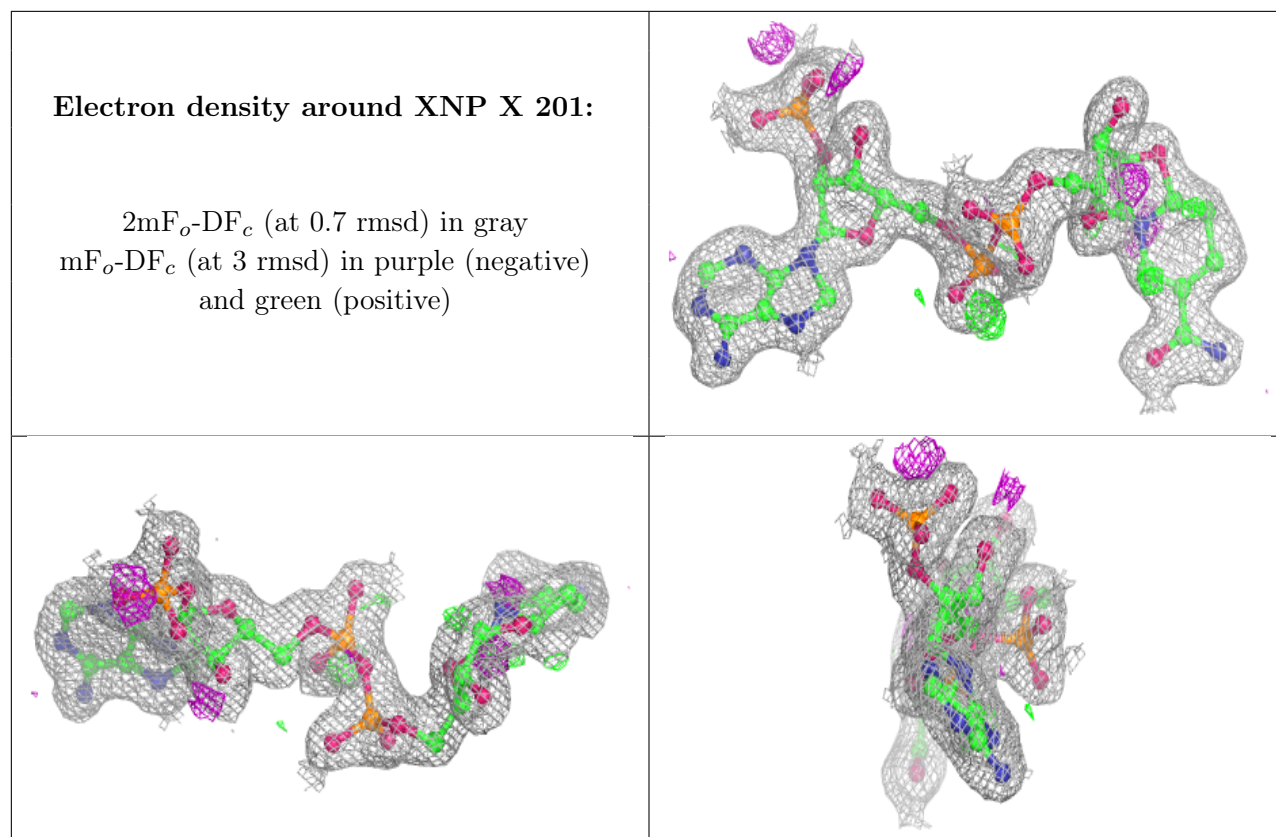 Electron density around XNP X 201:
2mFₒ-DF𝒸 (at 0.7 rmsd) in gray
mFₒ-DF𝒸 (at 3 rmsd) in purple (negative)
and green (positive)